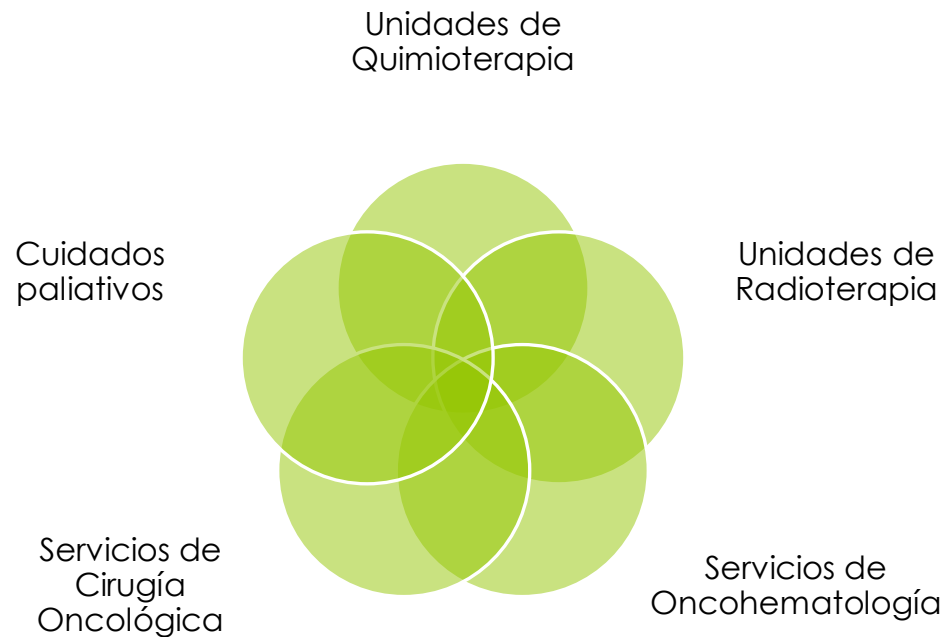 Unidades de
Quimioterapia
Cuidados
paliativos
Unidades de
Radioterapia
Servicios de
Cirugía
Oncológica
Servicios de
Oncohematología